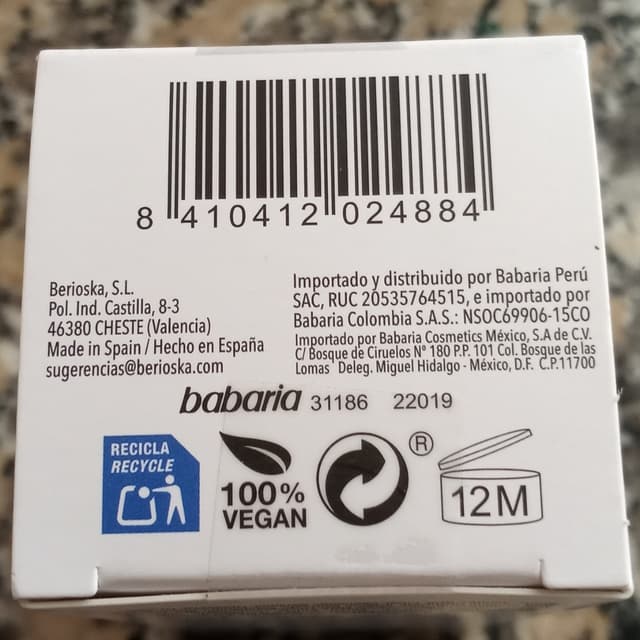 8 410412 024884
Berioska, S.L.
Pol. Ind. Castilla, 8-3
46380 CHESTE (Valencia)
Made in Spain / Hecho en España
sugerencias@berioska.com
Importado y distribuido por Babaria Perú
SAC, RUC 20535764515, e importado por
Babaria Colombia S.A.S.: NSOC69906-15CO
Importado por Babaria Cosmetics México, S.A de C.V.
C/ Bosque de Ciruelos Nº 180 P.P. 101 Col. Bosque de las
Lomas Deleg. Miguel Hidalgo - México, D.F. C.P.11700
babaria 31186 22019
RECICLA
RECYCLE
100%
VEGAN
®
12M